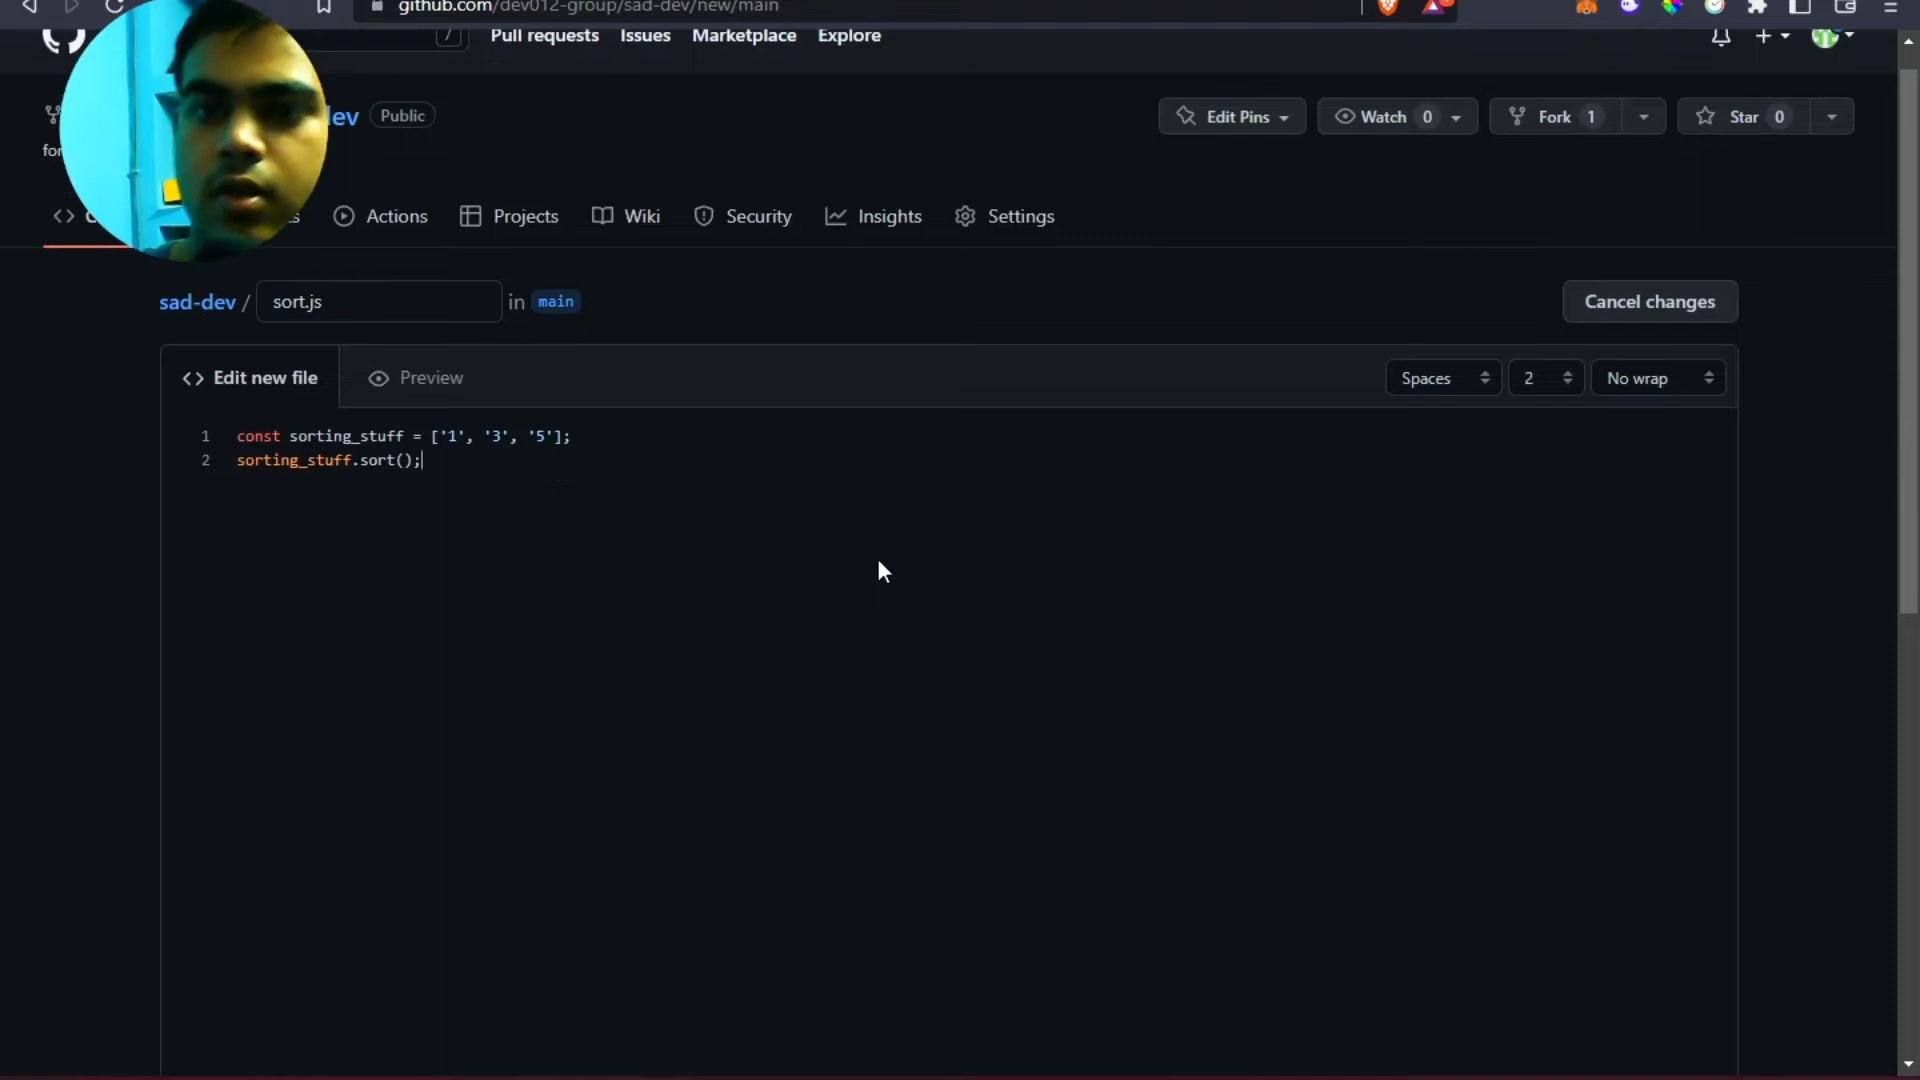 github.com/dev012-group/sad-dev/new/main
/ Pull requests Issues Marketplace Explore
Public Edit Pins Watch 0 Fork 1 Star 0
Actions Projects Wiki Security Insights Settings
sad-dev / sort.js in main Cancel changes
<> Edit new file Preview Spaces 2 No wrap
1 const sorting_stuff = ['1', '3', '5'];
2 sorting_stuff.sort();